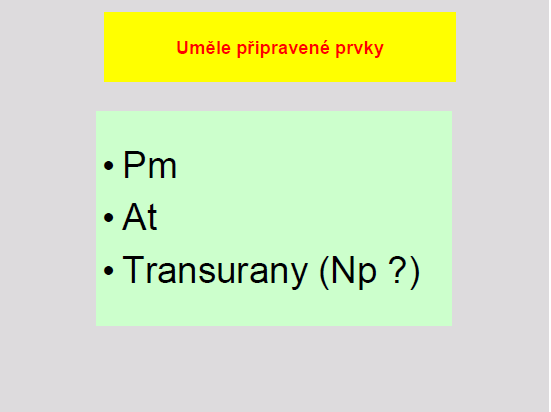 Uměle připravené prvky
• Pm
• At
• Transurany (Np ?)